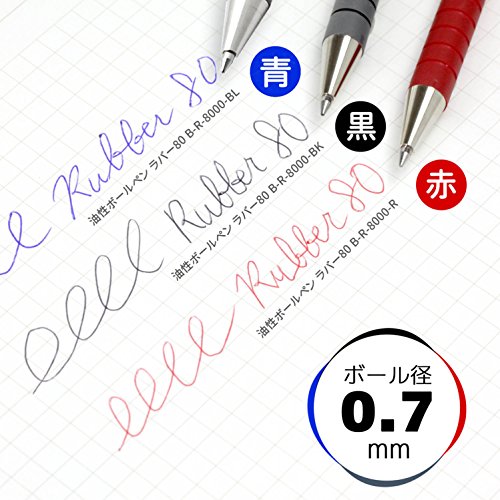 青
Rubber 80
油性ボールペン ラバー80 B-R-8000-BL
黒
Rubber 80
油性ボールペン ラバー80 B-R-8000-BK
赤
Rubber 80
油性ボールペン ラバー80 B-R-8000-R
ボール径
0.7
mm